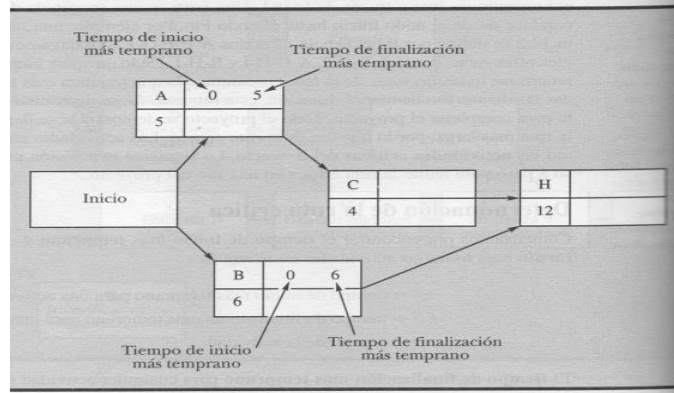 Tiempo de inicio
más temprano
Tiempo de finalización
más temprano
A 0 5
5
Inicio
C
4
H
12
B 0 6
6
Tiempo de inicio
más temprano
Tiempo de finalización
más temprano